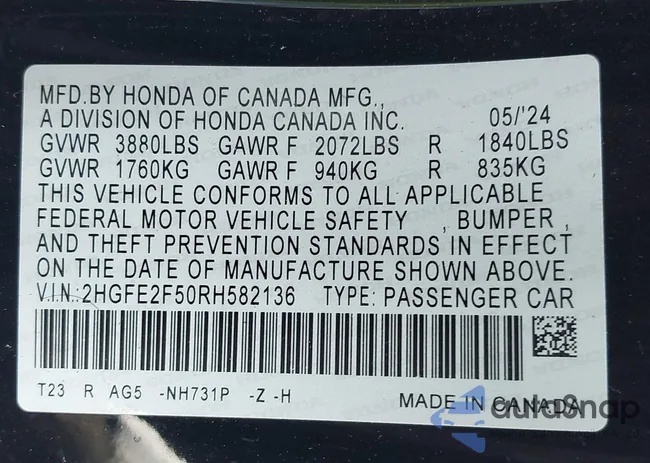 MFD.BY HONDA OF CANADA MFG.,
A DIVISION OF HONDA CANADA INC. 05/'24
GVWR 3880LBS GAWR F 2072LBS R 1840LBS
GVWR 1760KG GAWR F 940KG R 835KG
THIS VEHICLE CONFORMS TO ALL APPLICABLE
FEDERAL MOTOR VEHICLE SAFETY , BUMPER ,
AND THEFT PREVENTION STANDARDS IN EFFECT
ON THE DATE OF MANUFACTURE SHOWN ABOVE.
V.I.N.:2HGFE2F50RH582136 TYPE: PASSENGER CAR
T23 R AG5 -NH731P -Z -H
MADE IN CANADA
autoSnap